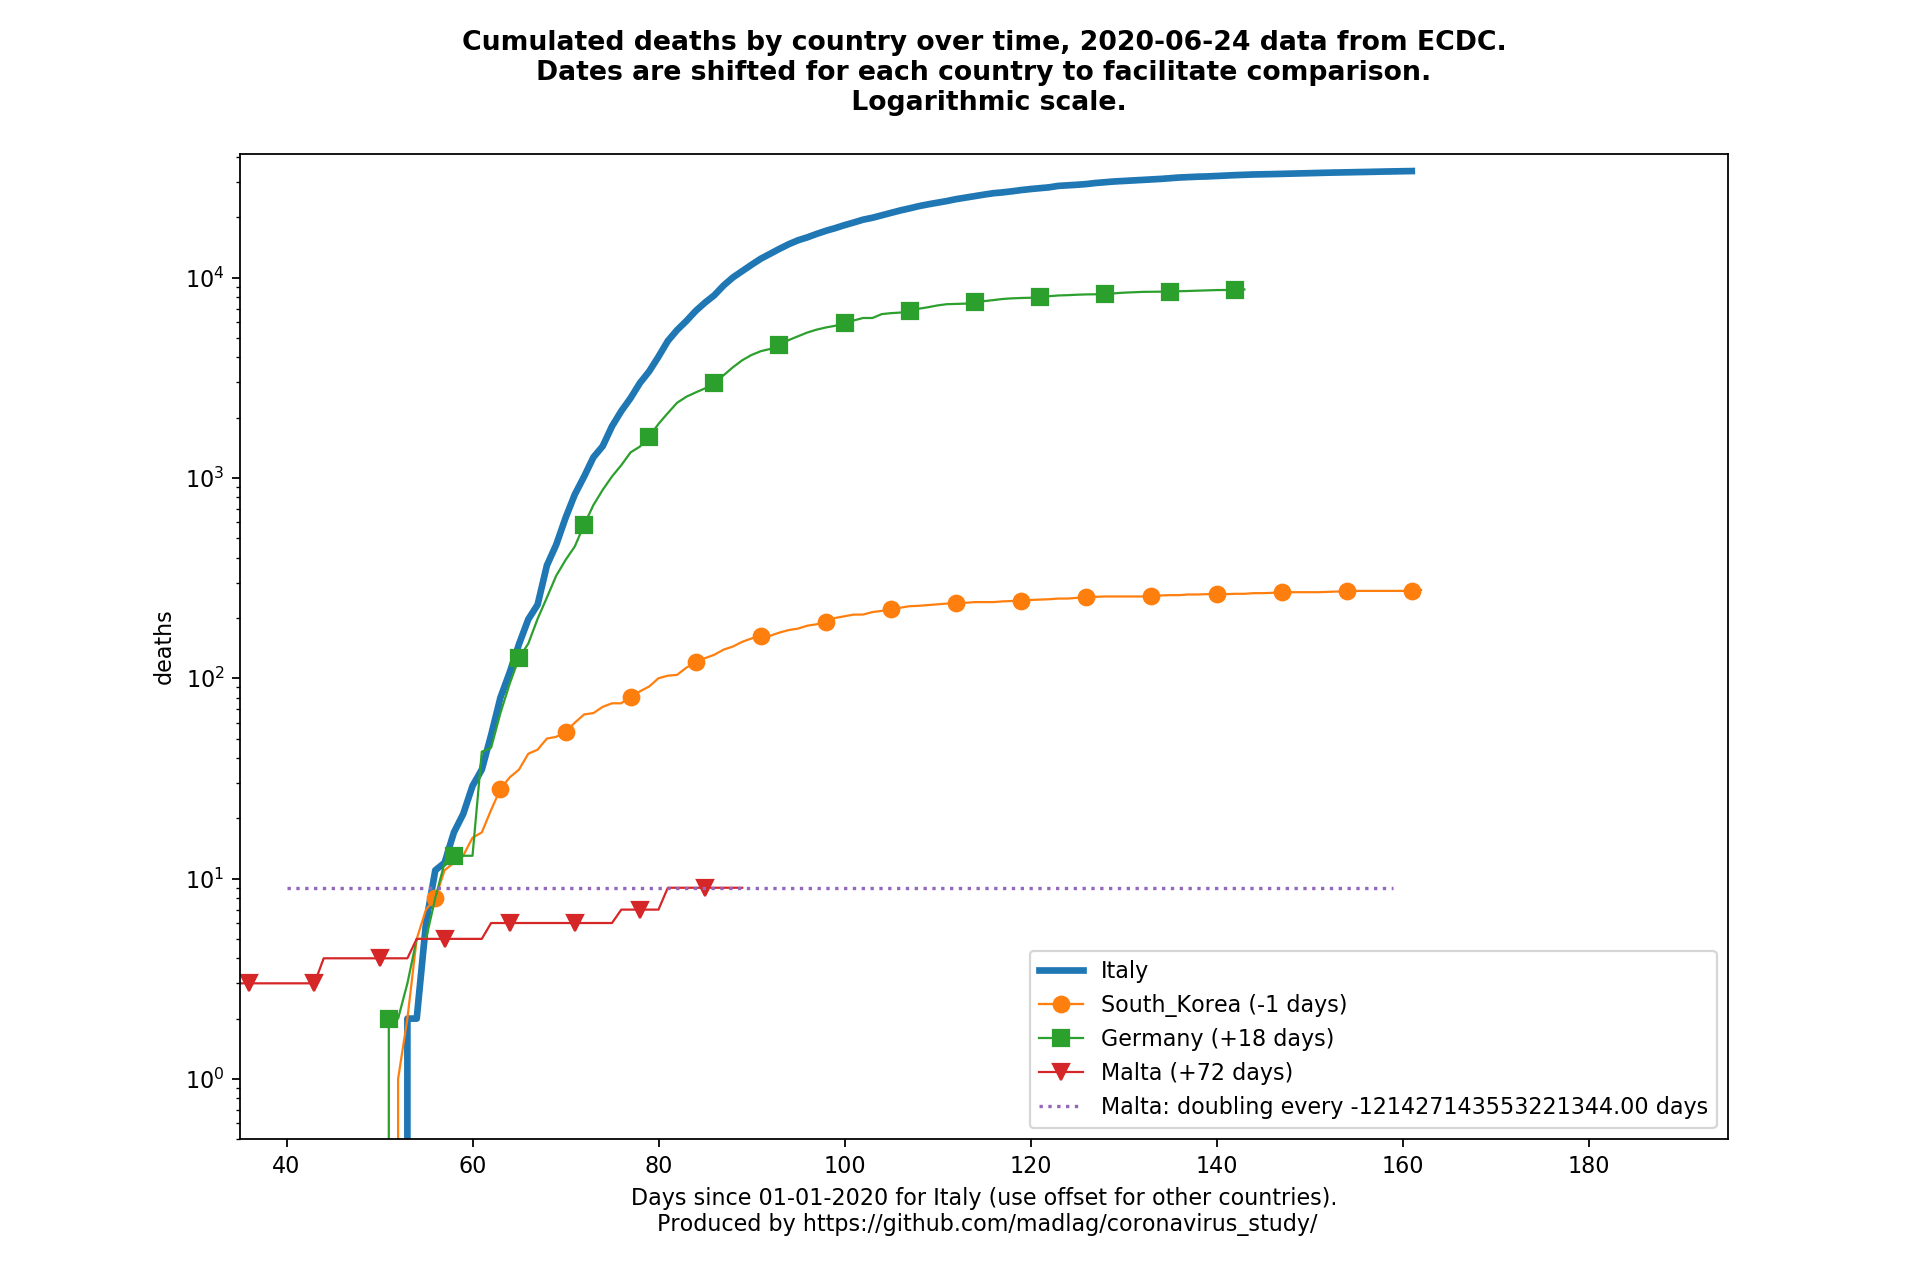 Cumulated deaths by country over time, 2020-06-24 data from ECDC.
Dates are shifted for each country to facilitate comparison.
Logarithmic scale.
deaths
10^4
10^3
10^2
10^1
10^0
Italy
South_Korea (-1 days)
Germany (+18 days)
Malta (+72 days)
Malta: doubling every -121427143553221344.00 days
40 60 80 100 120 140 160 180
Days since 01-01-2020 for Italy (use offset for other countries).
Produced by https://github.com/madlag/coronavirus_study/